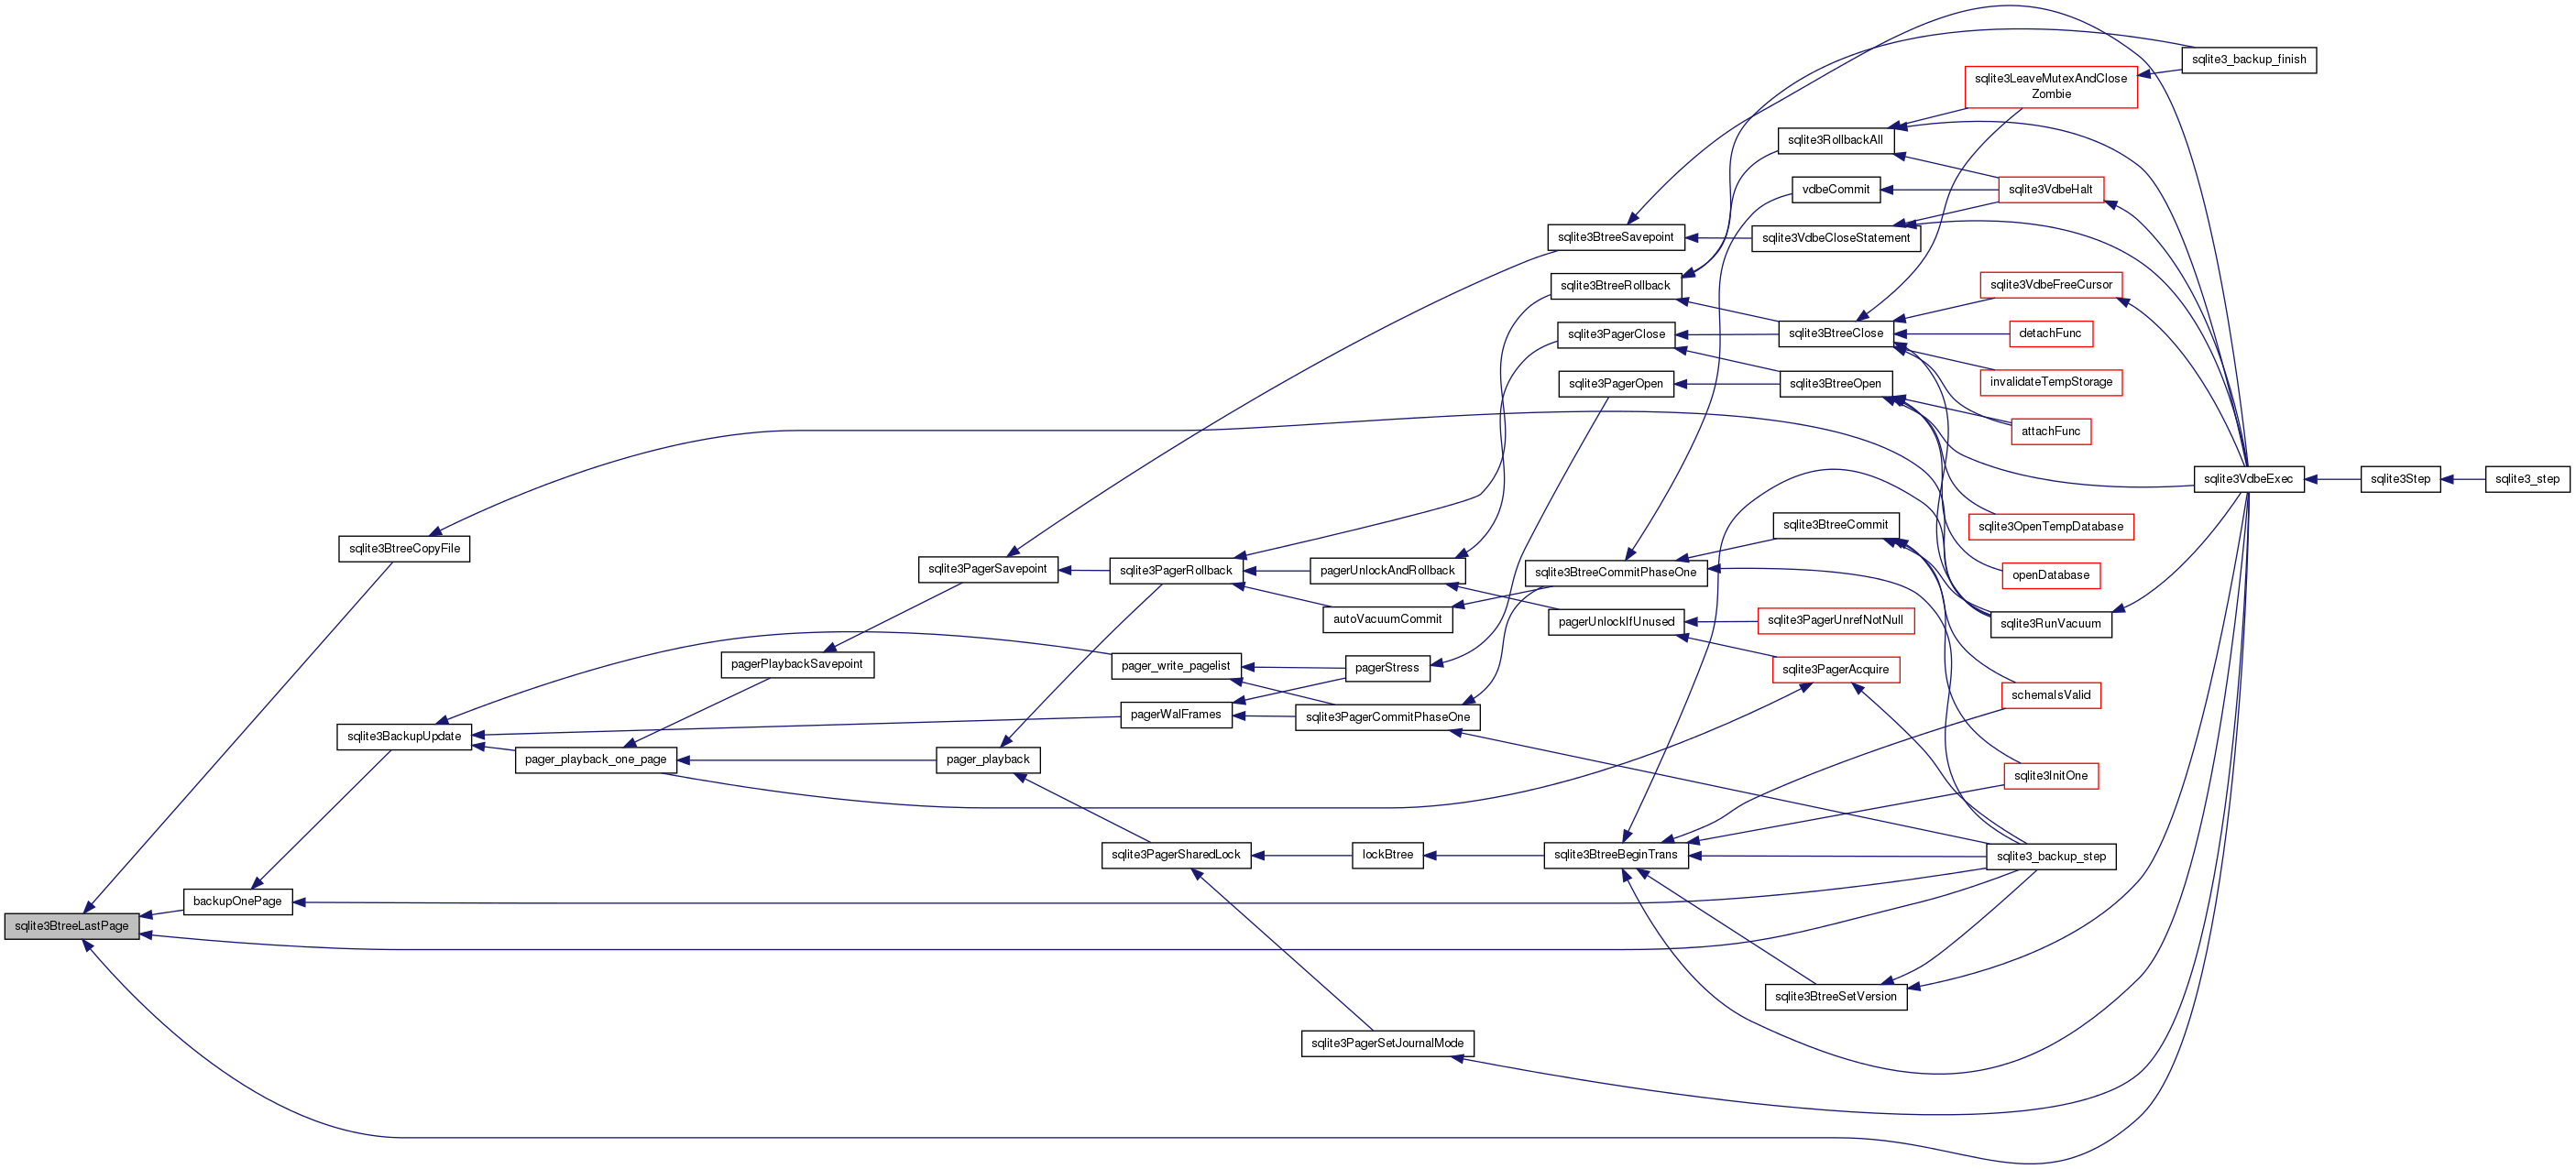 sqlite3BtreeLastPage
sqlite3BtreeCopyFile
backupOnePage
sqlite3BackupUpdate
pager_playback_one_page
pagerPlaybackSavepoint
sqlite3PagerSavepoint
pager_playback
sqlite3PagerRollback
pager_write_pagelist
pagerWalFrames
sqlite3PagerSharedLock
pagerUnlockAndRollback
autoVacuumCommit
pagerStress
sqlite3PagerCommitPhaseOne
lockBtree
sqlite3PagerSetJournalMode
sqlite3BtreeSavepoint
sqlite3BtreeRollback
sqlite3PagerClose
sqlite3PagerOpen
sqlite3BtreeCommitPhaseOne
pagerUnlockIfUnused
sqlite3BtreeBeginTrans
sqlite3RollbackAll
vdbeCommit
sqlite3VdbeCloseStatement
sqlite3BtreeClose
sqlite3BtreeOpen
sqlite3BtreeCommit
sqlite3PagerUnrefNotNull
sqlite3PagerAcquire
sqlite3BtreeSetVersion
sqlite3LeaveMutexAndClose
Zombie
sqlite3VdbeHalt
sqlite3VdbeFreeCursor
detachFunc
invalidateTempStorage
attachFunc
sqlite3OpenTempDatabase
openDatabase
sqlite3RunVacuum
schemaIsValid
sqlite3InitOne
sqlite3_backup_step
sqlite3_backup_finish
sqlite3VdbeExec
sqlite3Step
sqlite3_step